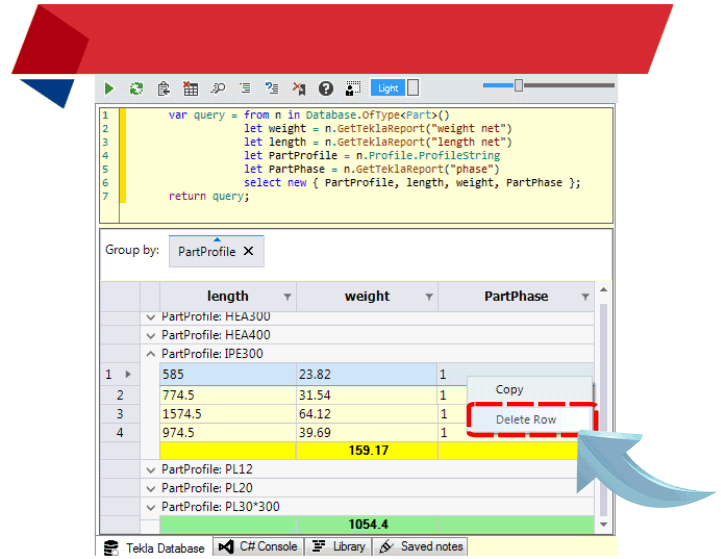 Light
1 var query = from n in Database.OfType<Part>()
2 let weight = n.GetTeklaReport("weight net")
3 let length = n.GetTeklaReport("length net")
4 let PartProfile = n.Profile.ProfileString
5 let PartPhase = n.GetTeklaReport("phase")
6 select new { PartProfile, length, weight, PartPhase };
7 return query;
Group by: PartProfile ✕
length weight PartPhase
PartProfile: HEA300
PartProfile: HEA400
PartProfile: IPE300
1 585 23.82 1
Copy
2 774.5 31.54 1
3 1574.5 64.12 1
Delete Row
4 974.5 39.69 1
159.17
PartProfile: PL12
PartProfile: PL20
PartProfile: PL30*300
1054.4
Tekla Database C# Console Library Saved notes